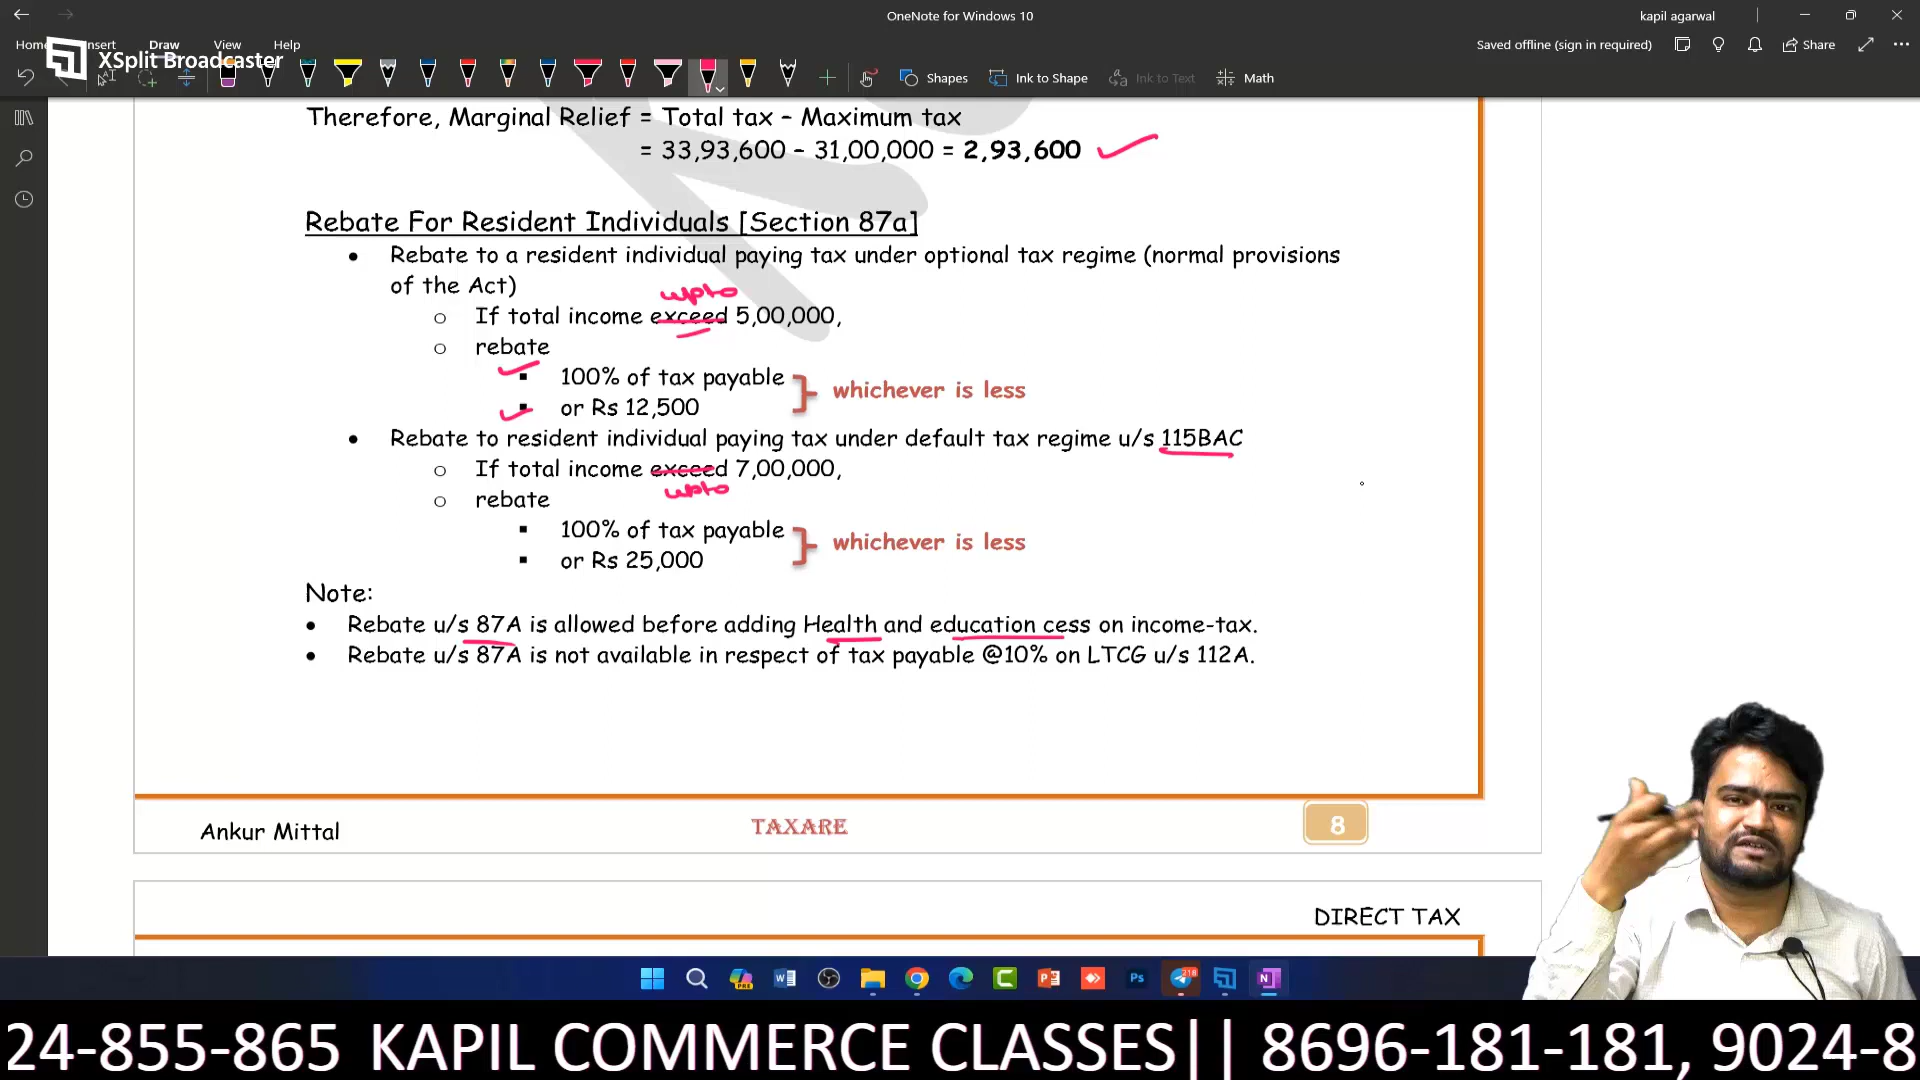 OneNote for Windows 10
kapil agarwal
Home Insert Draw View Help
Saved offline (sign in required)
Share
XSplit Broadcaster
Shapes
Ink to Shape
Ink to Text
Math
Therefore, Marginal Relief = Total tax – Maximum tax
= 33,93,600 – 31,00,000 = 2,93,600
Rebate For Resident Individuals [Section 87a]
• Rebate to a resident individual paying tax under optional tax regime (normal provisions
of the Act)
upto
o If total income exceed 5,00,000,
o rebate
▪ 100% of tax payable
▪ or Rs 12,500
whichever is less
• Rebate to resident individual paying tax under default tax regime u/s 115BAC
o If total income exceed 7,00,000,
upto
o rebate
▪ 100% of tax payable
▪ or Rs 25,000
whichever is less
Note:
• Rebate u/s 87A is allowed before adding Health and education cess on income-tax.
• Rebate u/s 87A is not available in respect of tax payable @10% on LTCG u/s 112A.
Ankur Mittal
TAXARE
8
DIRECT TAX
218
24-855-865 KAPIL COMMERCE CLASSES|| 8696-181-181, 9024-8